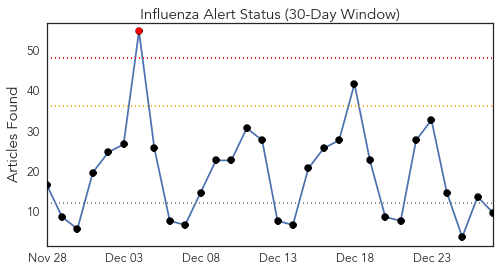 Influenza Alert Status (30-Day Window)
Articles Found
50
40
30
20
10
Nov 28 Dec 03 Dec 08 Dec 13 Dec 18 Dec 23